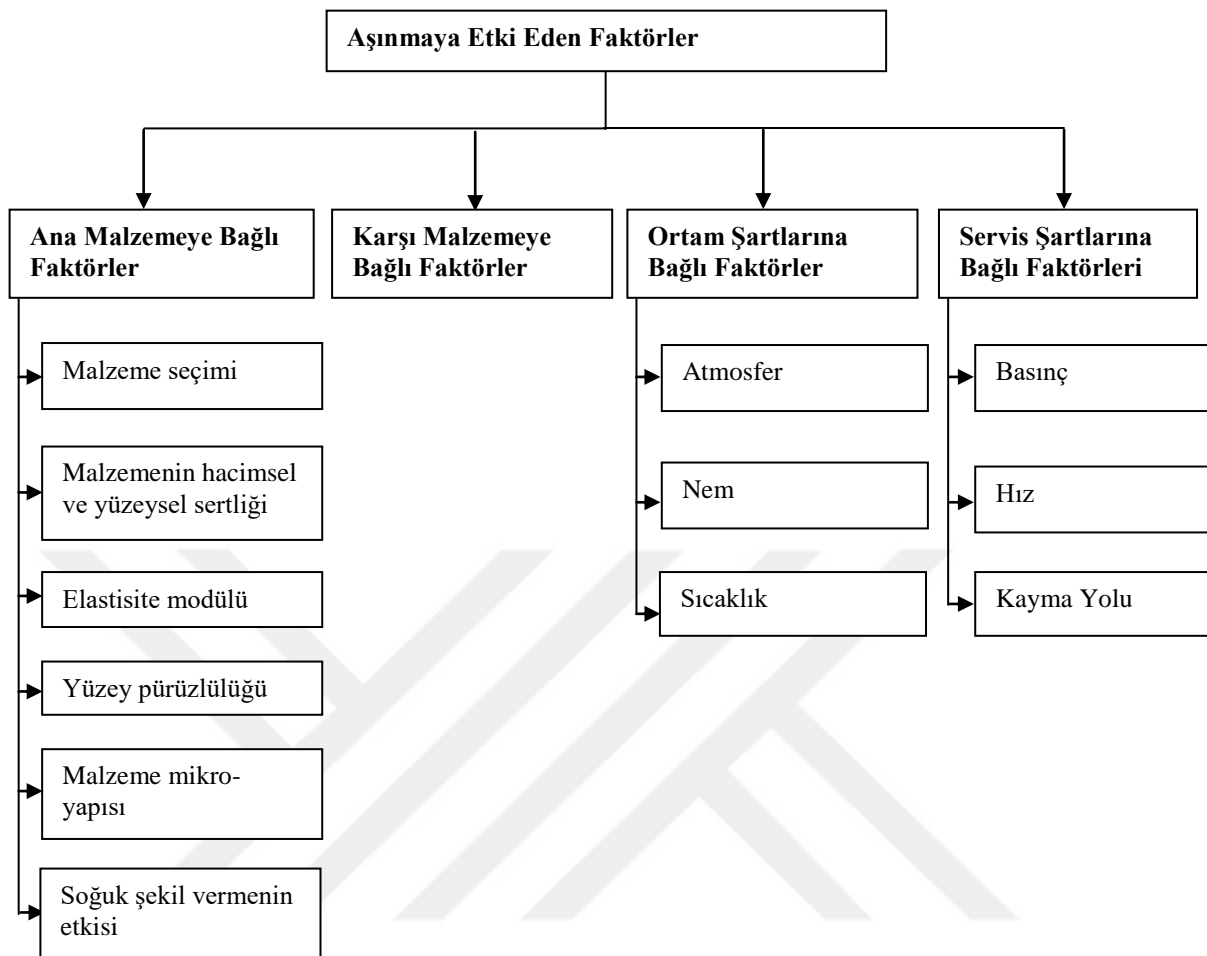 Aşınmaya Etki Eden Faktörler
Ana Malzemeye Bağlı
Faktörler
Karşı Malzemeye
Bağlı Faktörler
Ortam Şartlarına
Bağlı Faktörler
Servis Şartlarına
Bağlı Faktörleri
Malzeme seçimi
Malzemenin hacimsel
ve yüzeysel sertliği
Elastisite modülü
Yüzey pürüzlülüğü
Malzeme mikro-
yapısı
Soğuk şekil vermenin
etkisi
Atmosfer
Nem
Sıcaklık
Basınç
Hız
Kayma Yolu